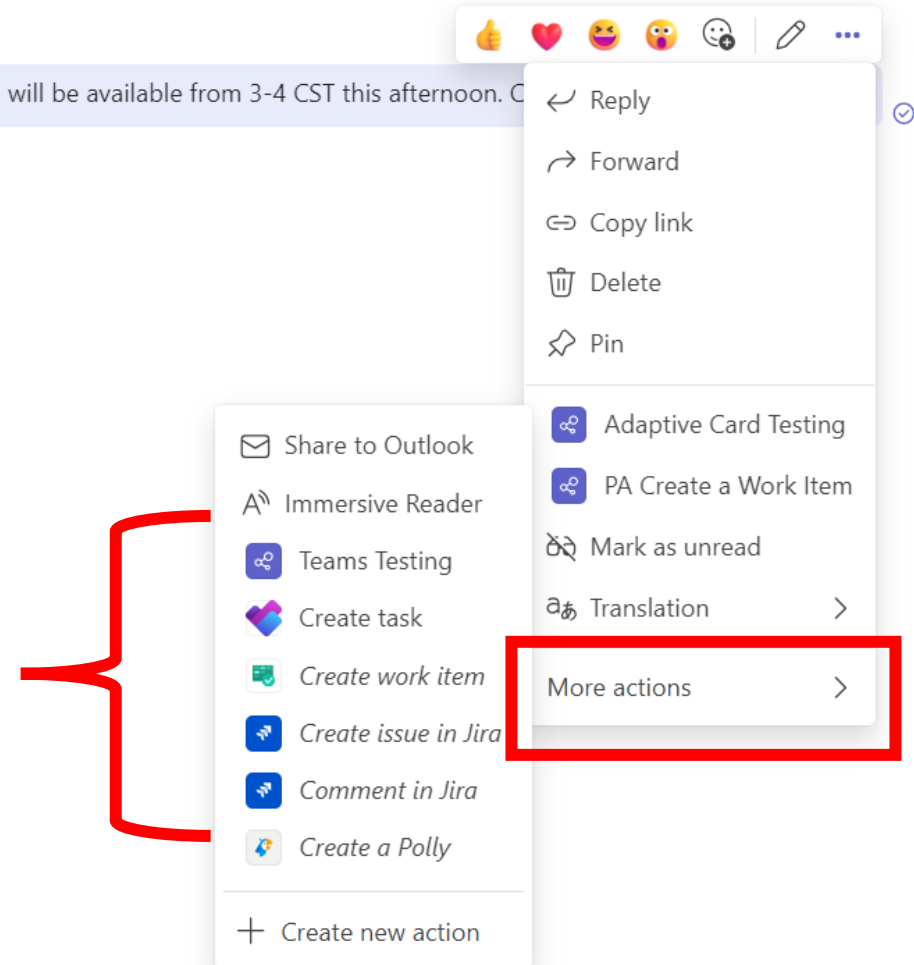 will be available from 3-4 CST this afternoon.
Reply
Forward
Copy link
Delete
Pin
Adaptive Card Testing
PA Create a Work Item
Mark as unread
Translation
More actions
Share to Outlook
Immersive Reader
Teams Testing
Create task
Create work item
Create issue in Jira
Comment in Jira
Create a Polly
Create new action